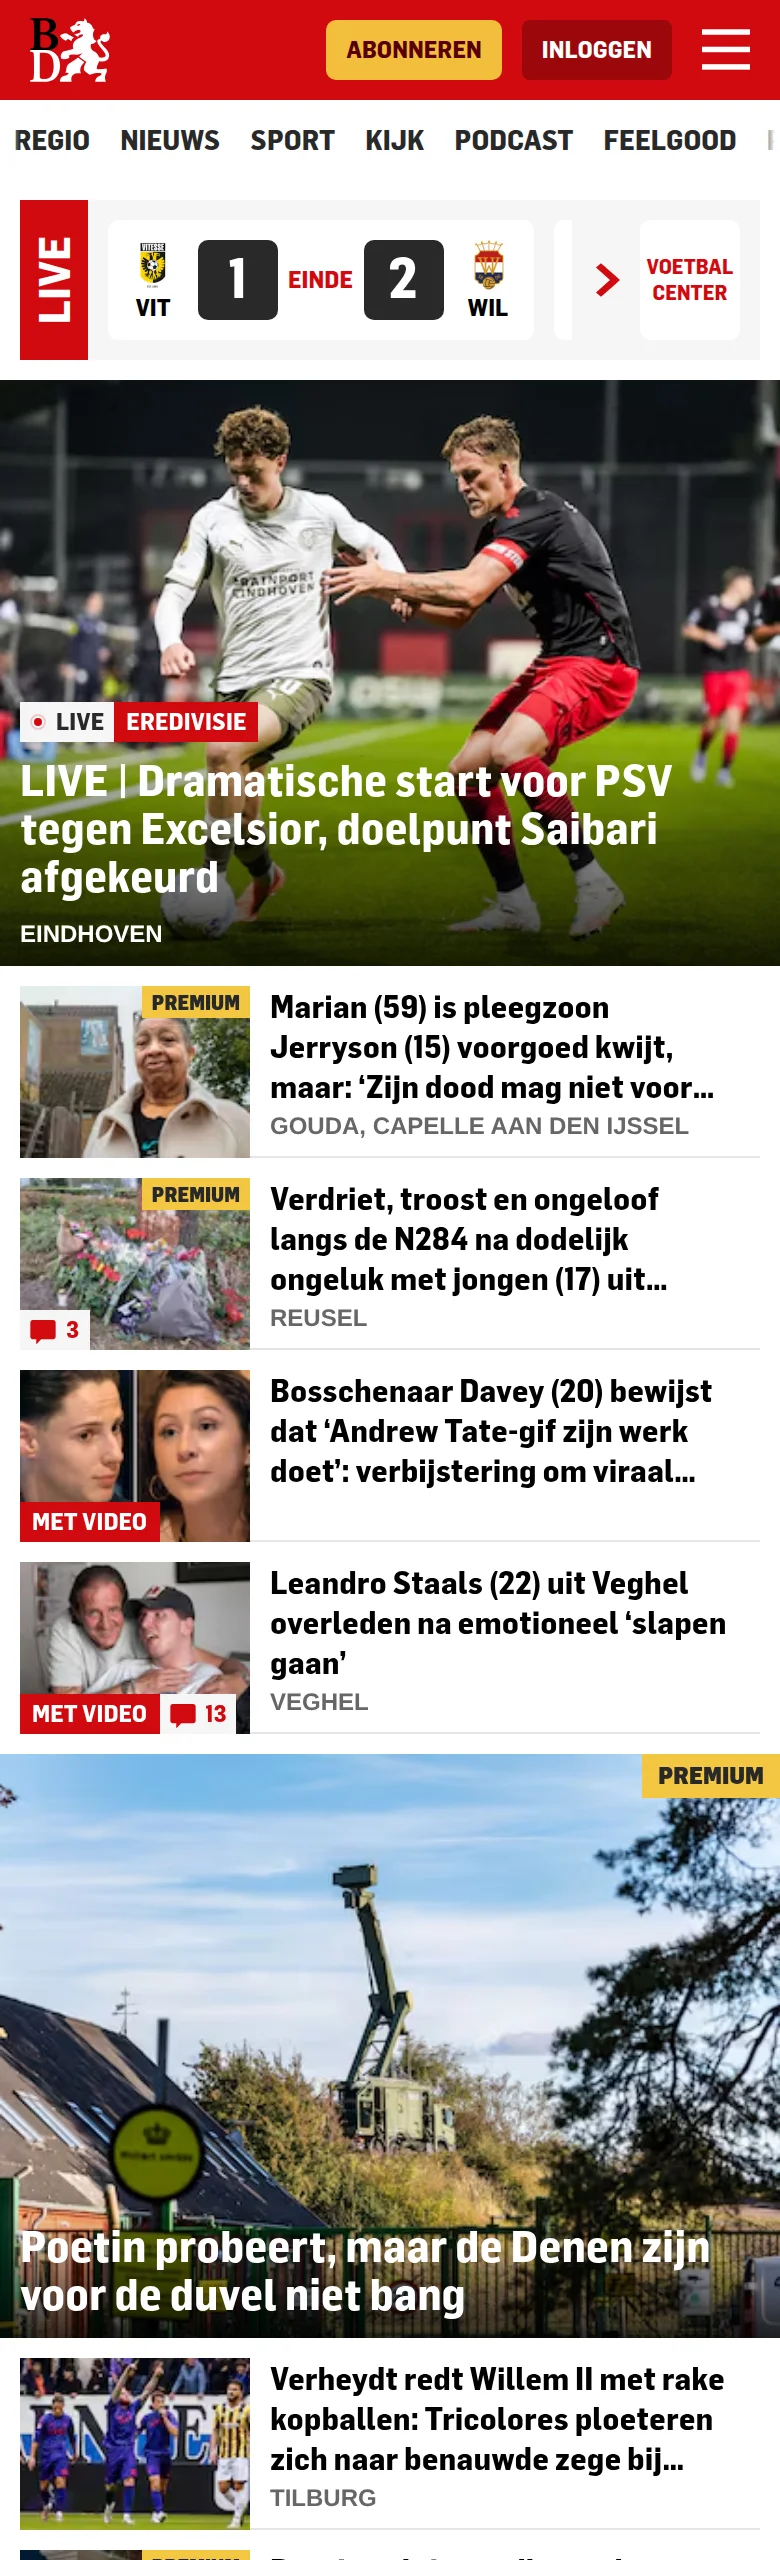 BD
ABONNEREN
INLOGGEN
REGIO NIEUWS SPORT KIJK PODCAST FEELGOOD
LIVE
VITESSE
VIT
1
EINDE
2
WIL
VOETBAL
CENTER
BRAINPORT
EINDHOVEN
LIVE
EREDIVISIE
LIVE | Dramatische start voor PSV
tegen Excelsior, doelpunt Saibari
afgekeurd
EINDHOVEN
PREMIUM
Marian (59) is pleegzoon
Jerryson (15) voorgoed kwijt,
maar: ‘Zijn dood mag niet voor...
GOUDA, CAPELLE AAN DEN IJSSEL
PREMIUM
3
Verdriet, troost en ongeloof
langs de N284 na dodelijk
ongeluk met jongen (17) uit...
REUSEL
MET VIDEO
Bosschenaar Davey (20) bewijst
dat ‘Andrew Tate-gif zijn werk
doet’: verbijstering om viraal...
MET VIDEO
13
Leandro Staals (22) uit Veghel
overleden na emotioneel ‘slapen
gaan’
VEGHEL
PREMIUM
Poetin probeert, maar de Denen zijn
voor de duvel niet bang
Verheydt redt Willem II met rake
kopballen: Tricolores ploeteren
zich naar benauwde zege bij...
TILBURG